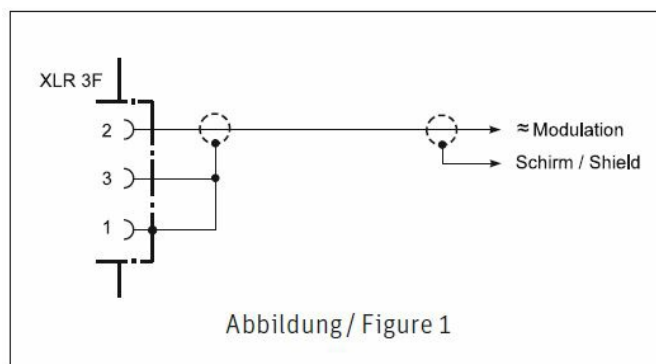 XLR 3F
2
≈ Modulation
Schirm / Shield
3
1
Abbildung / Figure 1